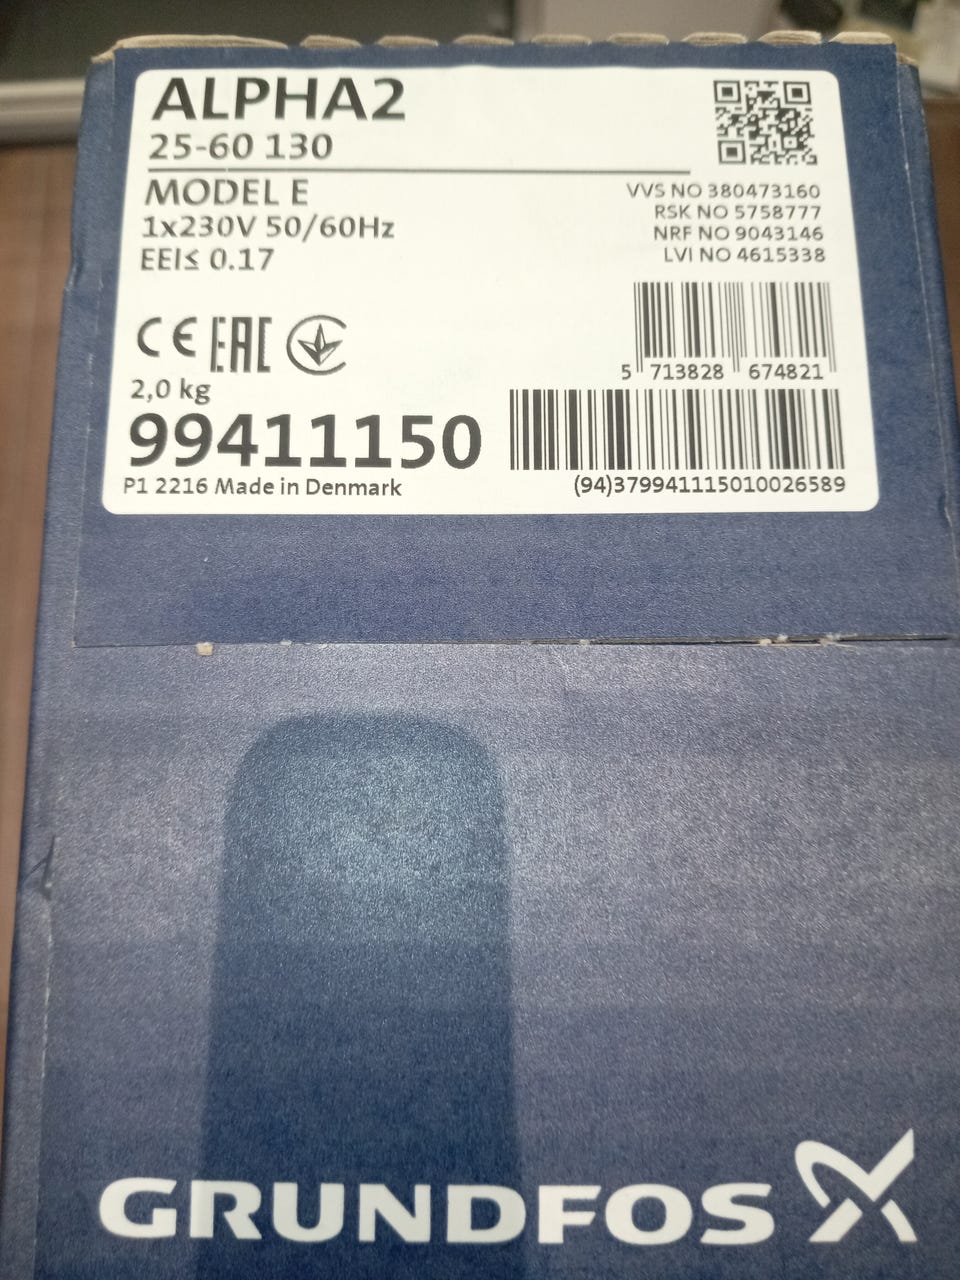 ALPHA2
25-60 130
MODEL E
1x230V 50/60Hz
EEI≤ 0.17
VVS NO 380473160
RSK NO 5758777
NRF NO 9043146
LVI NO 4615338
CE EAC
5 713828 674821
2,0 kg
99411150
P1 2216 Made in Denmark
(94)3799411115010026589
GRUNDFOS